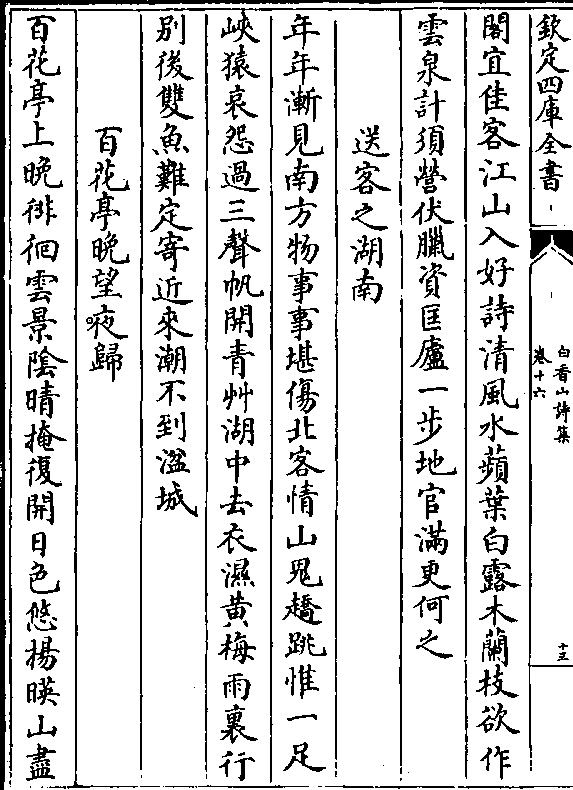 欽定四庫全書
白香山詩集
卷十六
十五
閣宜佳客江山入好詩清風水蘋葉白露木蘭枝欲作
雲泉計須營伏臘資匡廬一步地官滿更何之
送客之湖南
年年漸見南方物事事堪傷北客情山鬼趫跳惟一足
峽猿哀怨過三聲帆開青艸湖中去衣濕黃梅雨裏行
別後雙魚難定寄近來潮不到湓城
百花亭晚望夜歸
百花亭上晚徘徊雲景陰晴掩復開日色悠揚暎山盡